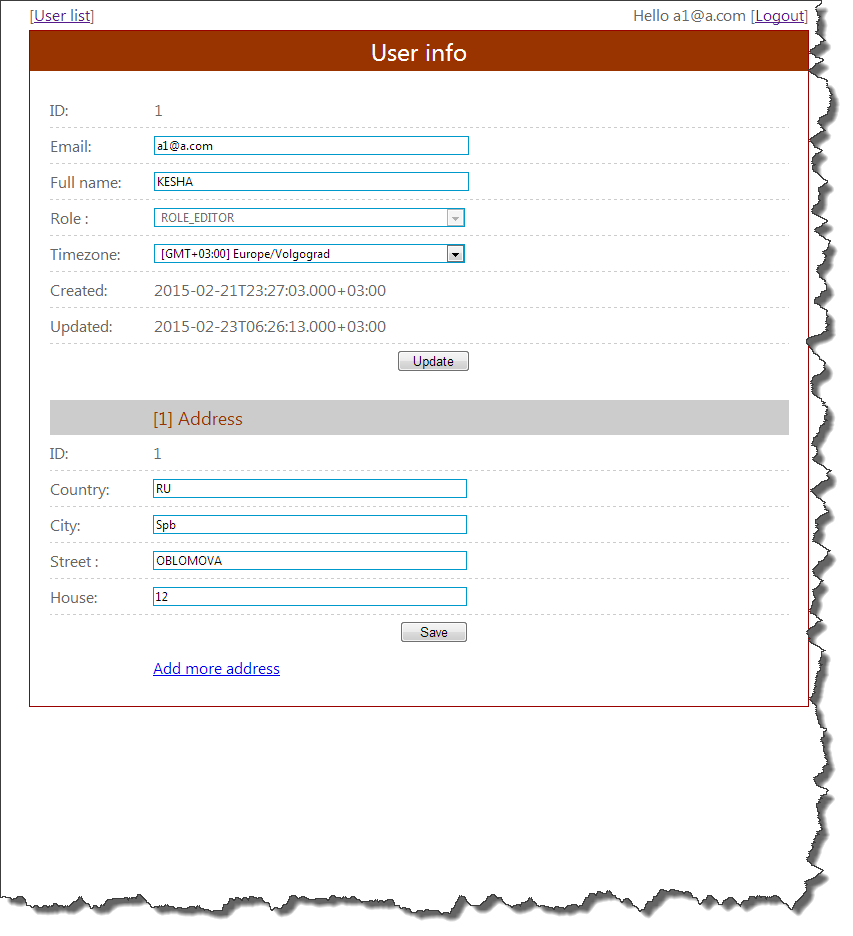 [User list] Hello a1@a.com [Logout]
User info
ID: 1
Email: a1@a.com
Full name: KESHA
Role : ROLE_EDITOR
Timezone: [GMT+03:00] Europe/Volgograd
Created: 2015-02-21T23:27:03.000+03:00
Updated: 2015-02-23T06:26:13.000+03:00
Update
[1] Address
ID: 1
Country: RU
City: Spb
Street : OBLOMOVA
House: 12
Save
Add more address